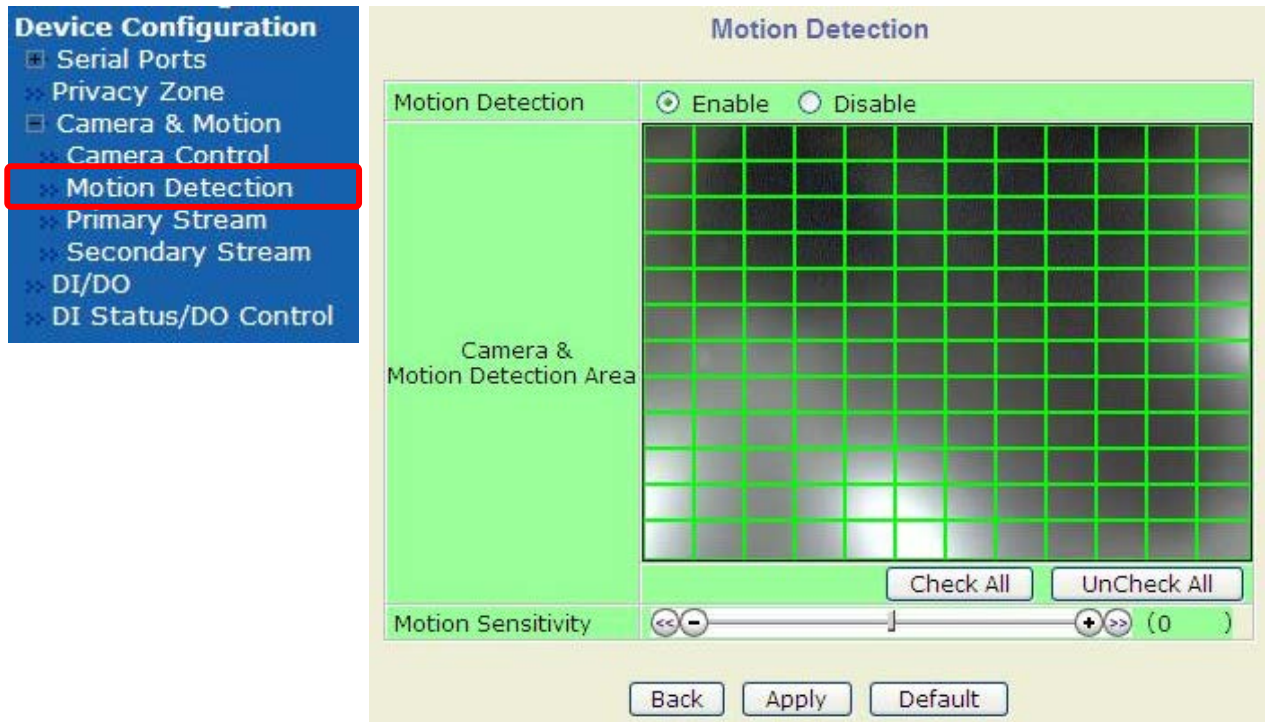 Device Configuration
Serial Ports
Privacy Zone
Camera & Motion
Camera Control
Motion Detection
Primary Stream
Secondary Stream
DI/DO
DI Status/DO Control
Motion Detection
Motion Detection Enable Disable
Camera &
Motion Detection Area
Check All UnCheck All
Motion Sensitivity << - + >> (0 )
Back Apply Default